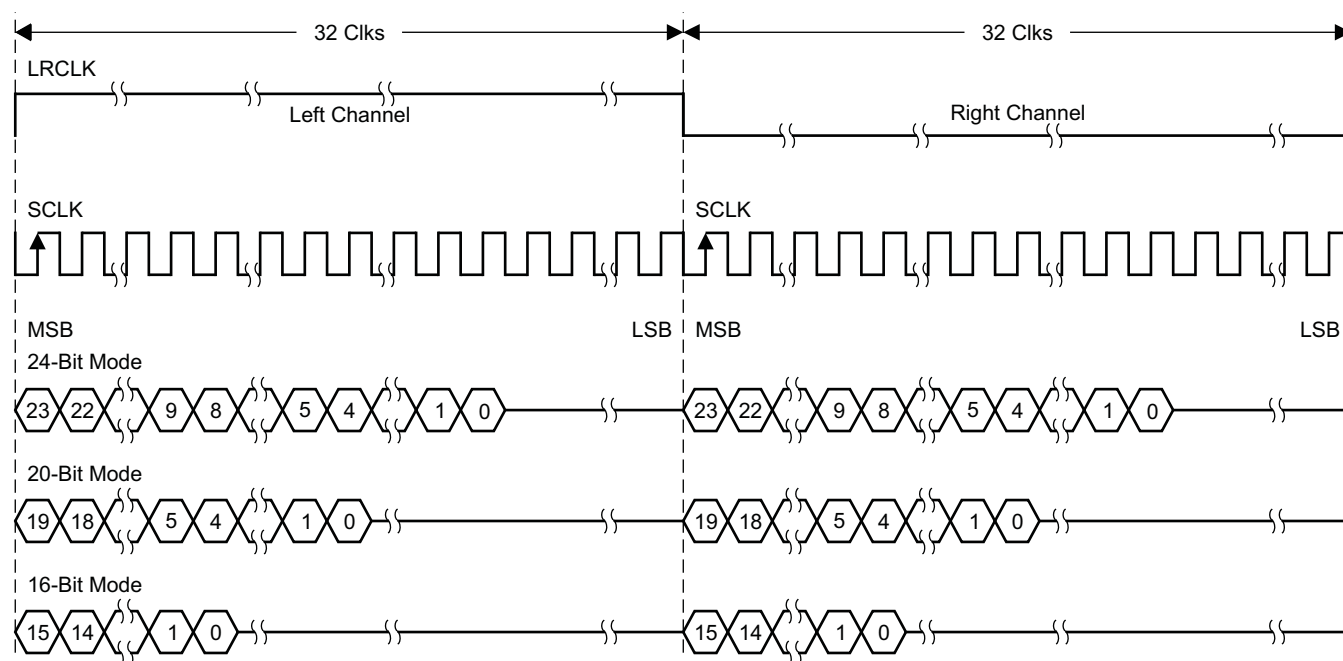 32 Clks 32 Clks
LRCLK
Left Channel Right Channel
SCLK SCLK
MSB LSB MSB LSB
24-Bit Mode
23 22 9 8 5 4 1 0 23 22 9 8 5 4 1 0
20-Bit Mode
19 18 5 4 1 0 19 18 5 4 1 0
16-Bit Mode
15 14 1 0 15 14 1 0